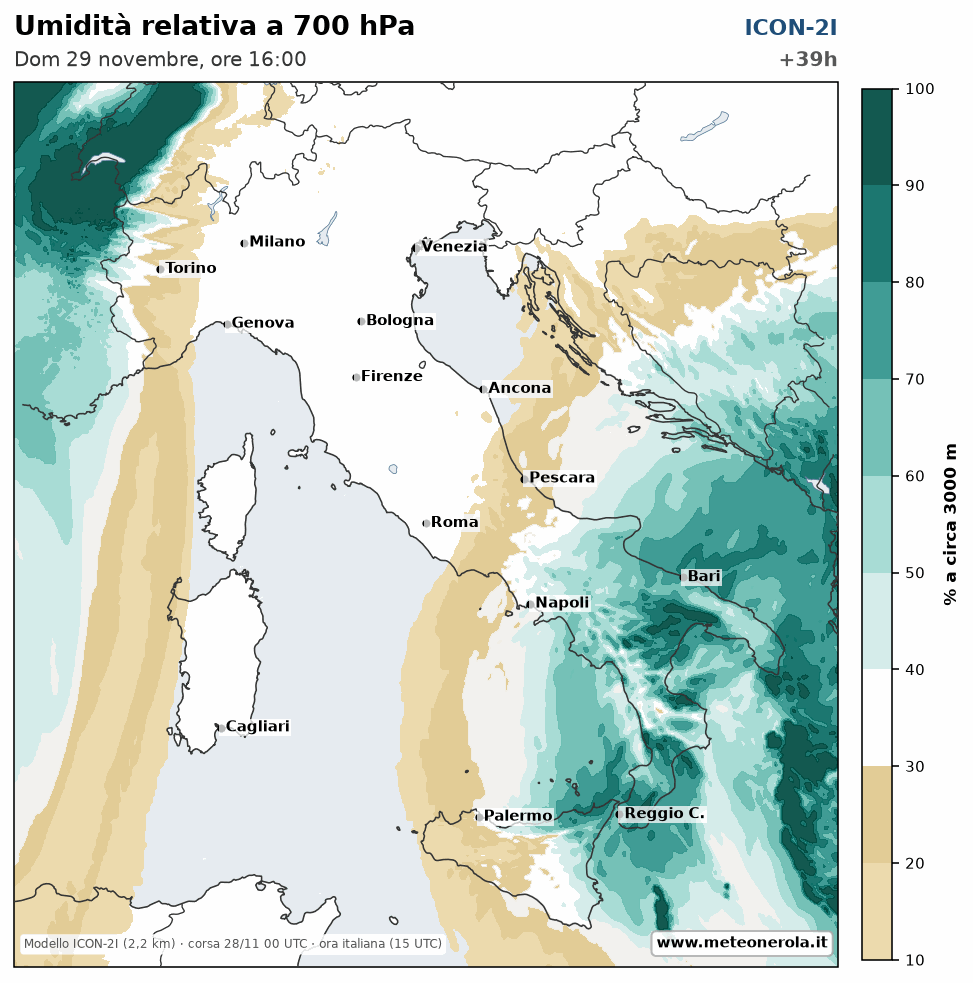 Umidità relativa a 700 hPa
ICON-2I
Dom 29 novembre, ore 16:00
+39h
100
90
80
70
60
50
40
30
20
10
% a circa 3000 m
Milano
Venezia
Torino
Genova
Bologna
Firenze
Ancona
Pescara
Roma
Bari
Napoli
Cagliari
Palermo
Reggio C.
Modello ICON-2I (2,2 km) · corsa 28/11 00 UTC · ora italiana (15 UTC)
www.meteonerola.it